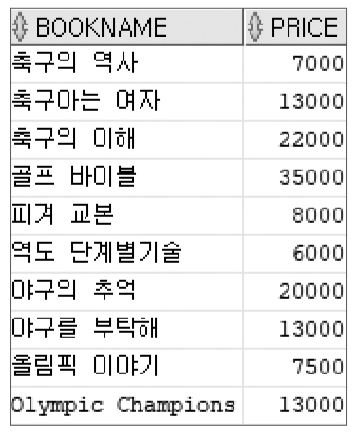 BOOKNAME PRICE
축구의 역사 7000
축구아는 여자 13000
축구의 이해 22000
골프 바이블 35000
피겨 교본 8000
역도 단계별기술 6000
야구의 추억 20000
야구를 부탁해 13000
올림픽 이야기 7500
Olympic Champions 13000